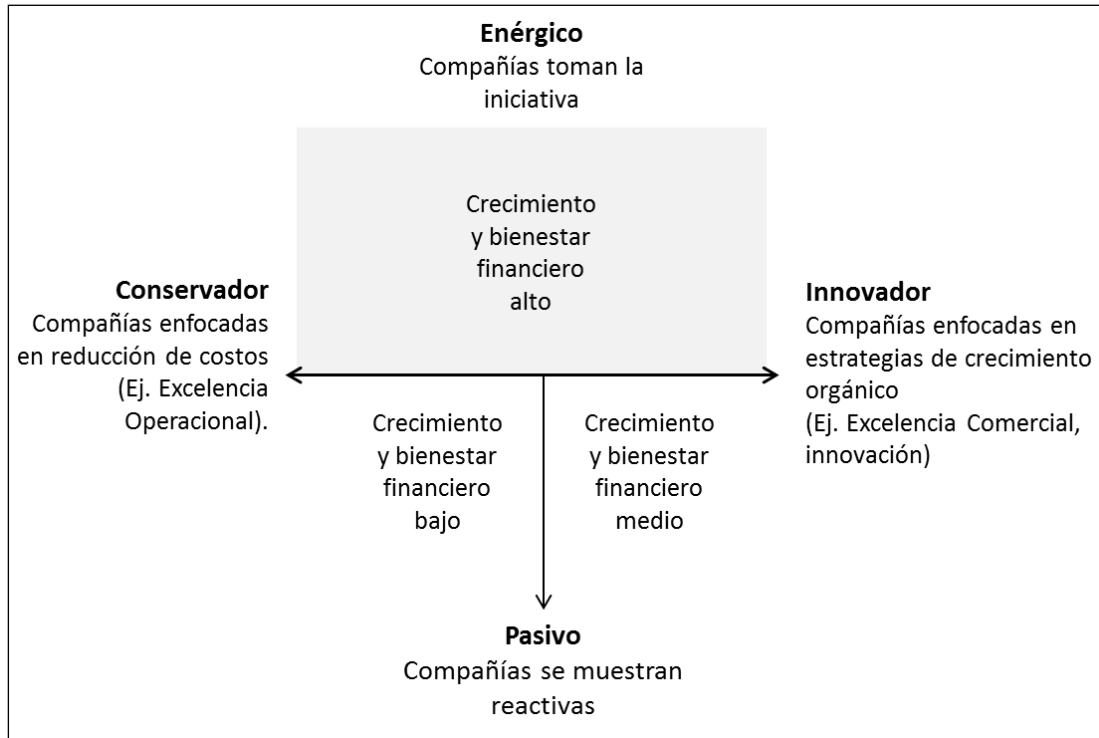 Enérgico
Compañías toman la
iniciativa
Crecimiento
y bienestar
financiero
alto
Conservador
Compañías enfocadas
en reducción de costos
(Ej. Excelencia
Operacional).
Innovador
Compañías enfocadas en
estrategias de crecimiento
orgánico
(Ej. Excelencia Comercial,
innovación)
Crecimiento
y bienestar
financiero
bajo
Crecimiento
y bienestar
financiero
medio
Pasivo
Compañías se muestran
reactivas